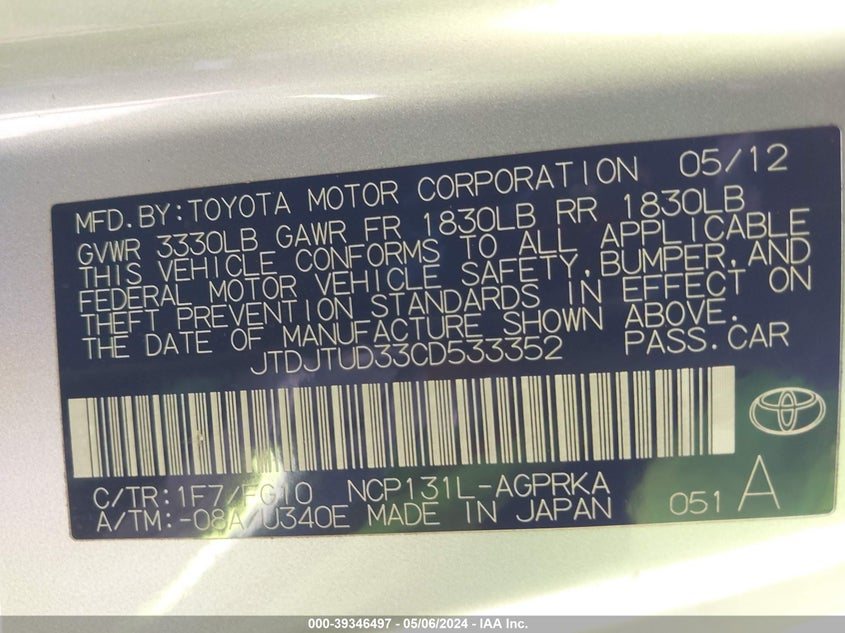 MFD.BY:TOYOTA MOTOR CORPORATION 05/12
GVWR 3330LB GAWR FR 1830LB RR 1830LB
THIS VEHICLE CONFORMS TO ALL APPLICABLE
FEDERAL MOTOR VEHICLE SAFETY,BUMPER,AND
THEFT PREVENTION STANDARDS IN EFFECT ON
THE DATE OF MANUFACTURE SHOWN ABOVE.
JTDJTUD33CD533352 PASS.CAR
C/TR:1F7/FG10 NCP131L-AGPRKA
A/TM:-08A/U340E MADE IN JAPAN 051 A
000-39346497 - 05/06/2024 - IAA Inc.